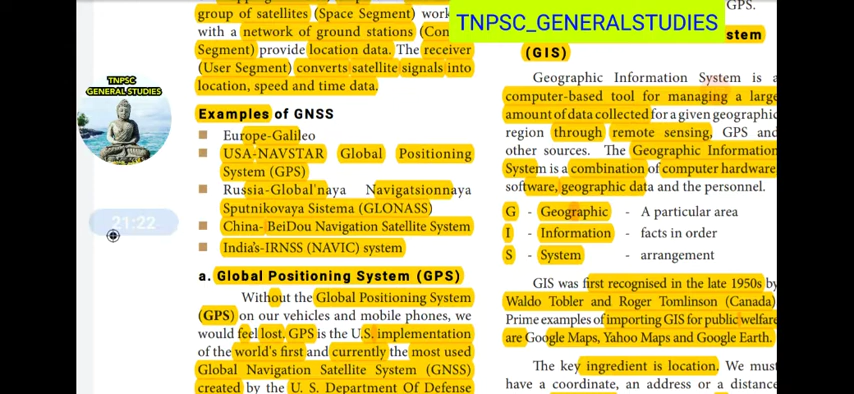 TNPSC
GENERAL STUDIES
21:22
group of satellites (Space Segment) work
with a network of ground stations (Con
Segment) provide location data. The receiver
(User Segment) converts satellite signals into
location, speed and time data.
Examples of GNSS
Europe-Galileo
USA-NAVSTAR Global Positioning
System (GPS)
Russia-Global'naya Navigatsionnaya
Sputnikovaya Sistema (GLONASS)
China- BeiDou Navigation Satellite System
India's-IRNSS (NAVIC) system
a. Global Positioning System (GPS)
Without the Global Positioning System
(GPS) on our vehicles and mobile phones, we
would feel lost. GPS is the U.S. implementation
of the world's first and currently the most used
Global Navigation Satellite System (GNSS)
created by the U. S. Department Of Defense
TNPSC_GENERALSTUDIES
GPS.
stem
(GIS)
Geographic Information System is a
computer-based tool for managing a large
amount of data collected for a given geographic
region through remote sensing, GPS and
other sources. The Geographic Information
System is a combination of computer hardware
software, geographic data and the personnel.
G - Geographic - A particular area
I - Information - facts in order
S - System - arrangement
GIS was first recognised in the late 1950s by
Waldo Tobler and Roger Tomlinson (Canada)
Prime examples of importing GIS for public welfare
are Google Maps, Yahoo Maps and Google Earth.
The key ingredient is location. We must
have a coordinate, an address or a distance